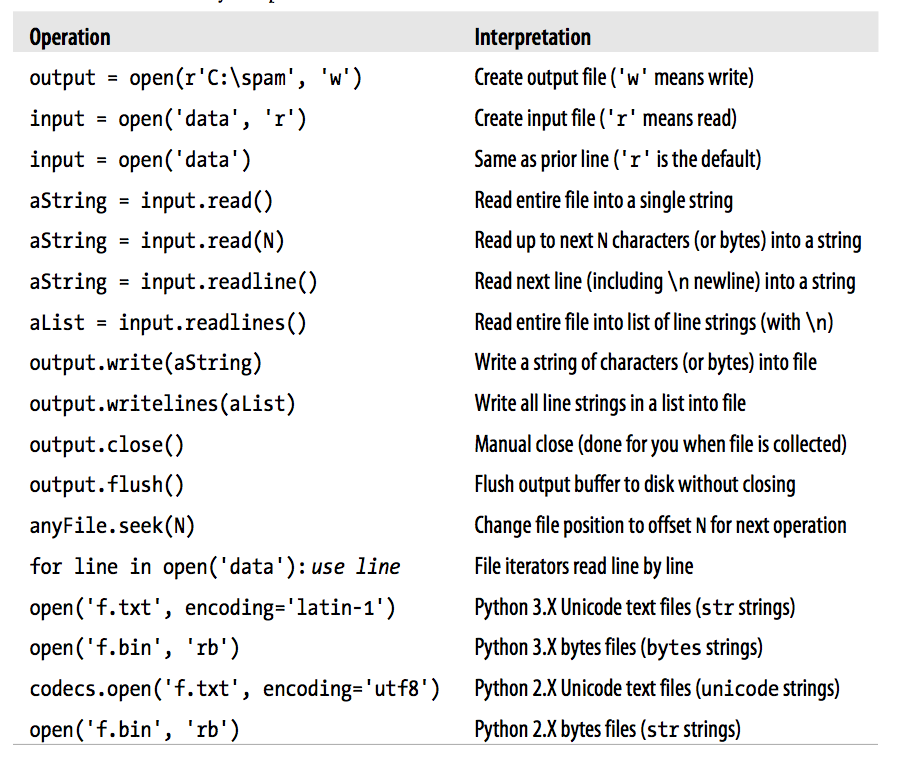 Operation Interpretation
output = open(r'C:\spam', 'w') Create output file ('w' means write)
input = open('data', 'r') Create input file ('r' means read)
input = open('data') Same as prior line ('r' is the default)
aString = input.read() Read entire file into a single string
aString = input.read(N) Read up to next N characters (or bytes) into a string
aString = input.readline() Read next line (including \n newline) into a string
aList = input.readlines() Read entire file into list of line strings (with \n)
output.write(aString) Write a string of characters (or bytes) into file
output.writelines(aList) Write all line strings in a list into file
output.close() Manual close (done for you when file is collected)
output.flush() Flush output buffer to disk without closing
anyFile.seek(N) Change file position to offset N for next operation
for line in open('data'): use line File iterators read line by line
open('f.txt', encoding='latin-1') Python 3.X Unicode text files (str strings)
open('f.bin', 'rb') Python 3.X bytes files (bytes strings)
codecs.open('f.txt', encoding='utf8') Python 2.X Unicode text files (unicode strings)
open('f.bin', 'rb') Python 2.X bytes files (str strings)